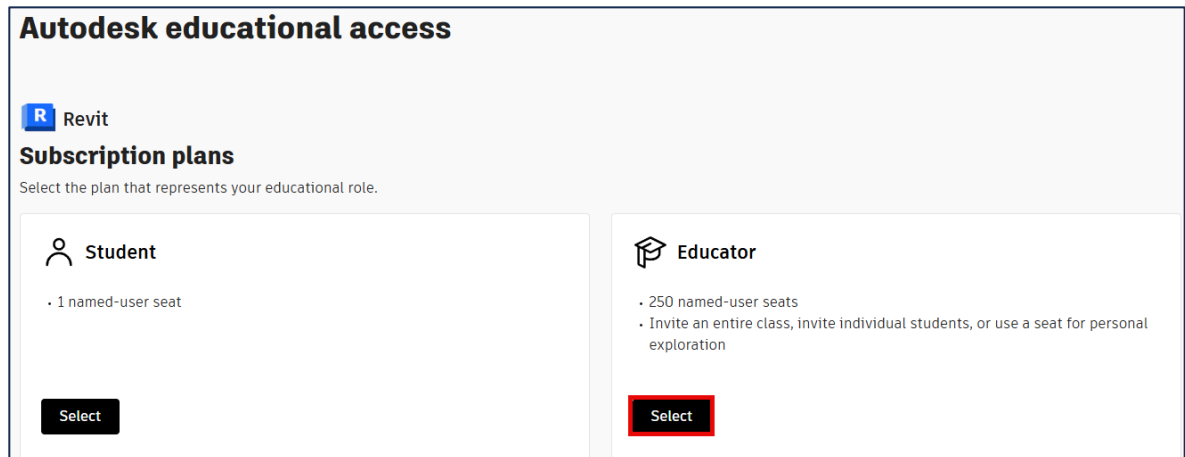 Autodesk educational access
R Revit
Subscription plans
Select the plan that represents your educational role.
Student
• 1 named-user seat
Select
Educator
• 250 named-user seats
• Invite an entire class, invite individual students, or use a seat for personal
exploration
Select